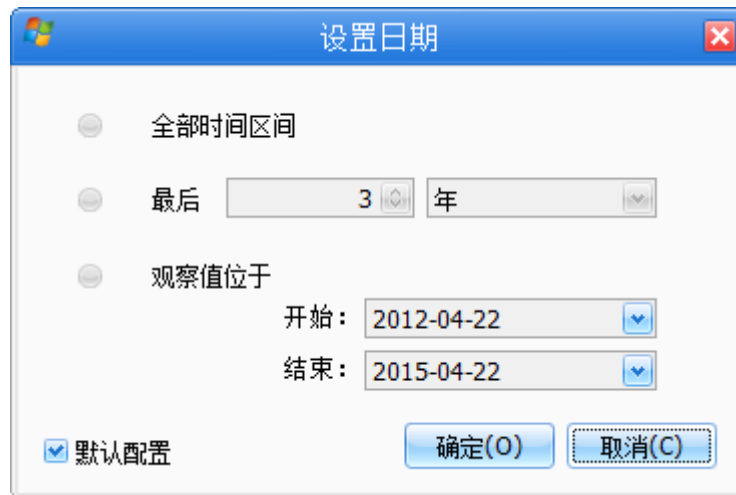 设置日期
全部时间区间
最后 3 年
观察值位于
开始: 2012-04-22
结束: 2015-04-22
默认配置 确定(O) 取消(C)